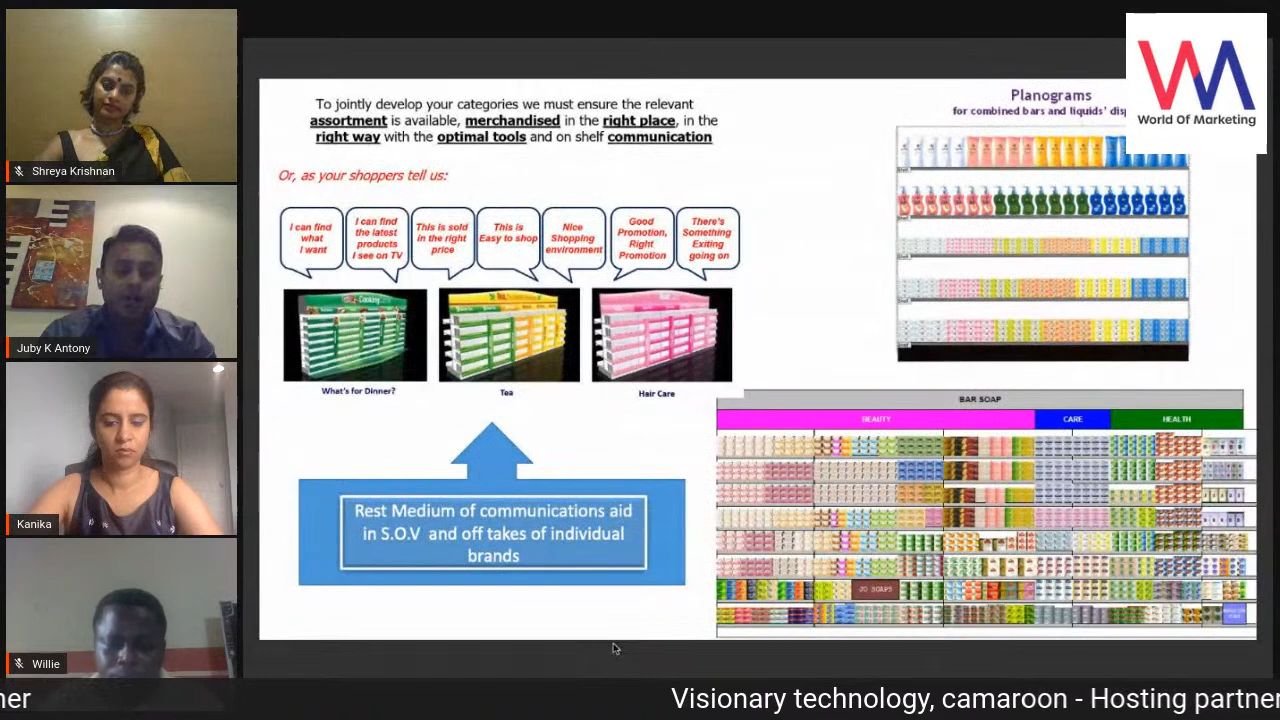 Shreya Krishnan
Juby K Antony
Kanika
Willie
To jointly develop your categories we must ensure the relevant
assortment is available, merchandised in the right place, in the
right way with the optimal tools and on shelf communication
Or, as your shoppers tell us:
I can find
what
I want
I can find
the latest
products
I see on TV
This is sold
in the right
price
This is
Easy to shop
Nice
Shopping
environment
Good
Promotion,
Right
Promotion
There's
Something
Exiting
going on
What's for Dinner?
Tea
Hair Care
Rest Medium of communications aid
in S.O.V and off takes of individual
brands
Planograms
for combined bars and liquids' disp
World Of Marketing
BAR SOAP
BEAUTY
CARE
HEALTH
JO SOAPS
ner
Visionary technology, camaroon - Hosting partner